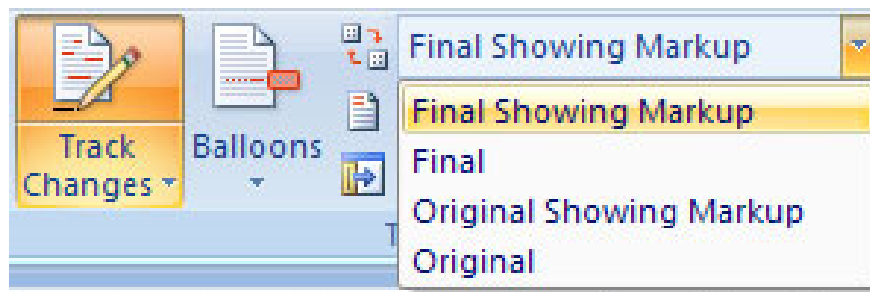 Final Showing Markup
Track Changes
Balloons
Final Showing Markup
Final
Original Showing Markup
Original